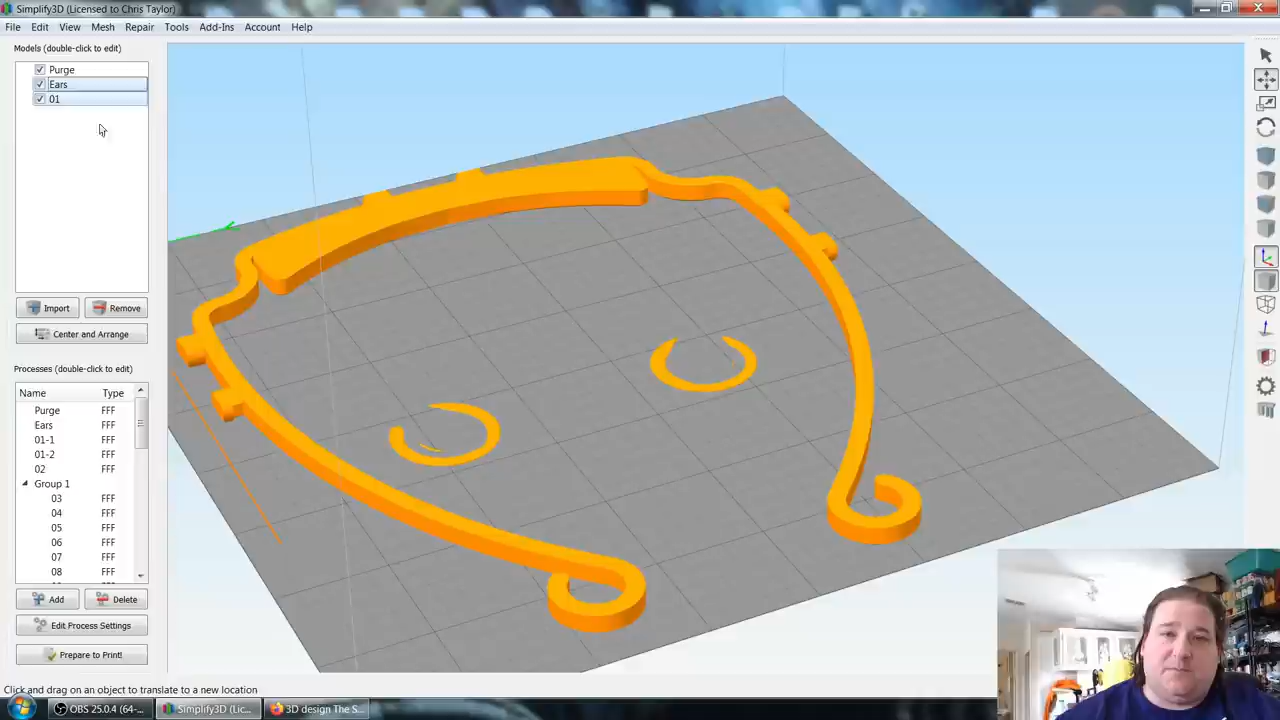 Simplify3D (Licensed to Chris Taylor)
File Edit View Mesh Repair Tools Add-Ins Account Help
Models (double-click to edit)
Purge
Ears
01
Import Remove
Center and Arrange
Processes (double-click to edit)
Name Type
Purge FFF
Ears FFF
01-1 FFF
01-2 FFF
02 FFF
Group 1
03 FFF
04 FFF
05 FFF
06 FFF
07 FFF
08 FFF
Add Delete
Edit Process Settings
Prepare to Print!
Click and drag on an object to translate to a new location
OBS 25.0.4 (64-... Simplify3D (Lic... 3D design The S...